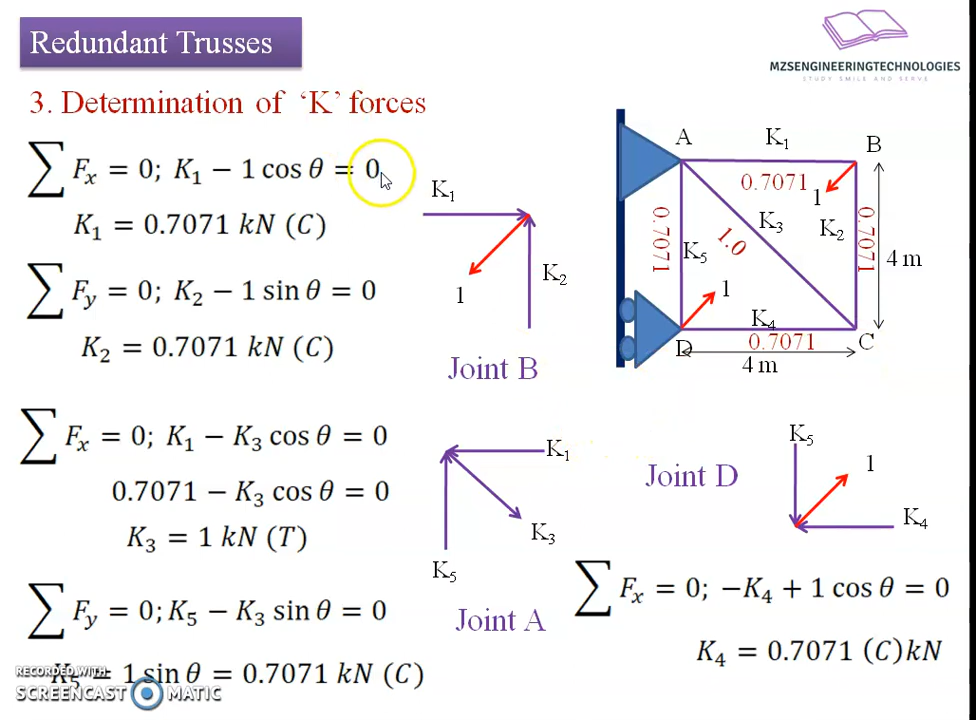 Redundant Trusses
MZSENGINEERINGTECHNOLOGIES
STUDY SMILE AND SERVE
3. Determination of ‘K’ forces
∑ Fₓ = 0; K₁ − 1 cos θ = 0
K₁ = 0.7071 kN (C)
∑ Fᵧ = 0; K₂ − 1 sin θ = 0
K₂ = 0.7071 kN (C)
K₁
1
K₂
Joint B
A
K₁
B
0.7071
1
0.7071
K₅
1.0
K₃
K₂
0.7071
4 m
1
K₄
D
0.7071
C
4 m
∑ Fₓ = 0; K₁ − K₃ cos θ = 0
0.7071 − K₃ cos θ = 0
K₃ = 1 kN (T)
∑ Fᵧ = 0; K₅ − K₃ sin θ = 0
K₅ = 1 sin θ = 0.7071 kN (C)
K₁
K₃
K₅
Joint A
Joint D
K₅
1
K₄
∑ Fₓ = 0; −K₄ + 1 cos θ = 0
K₄ = 0.7071 (C)kN
RECORDED WITH
SCREENCAST MATIC